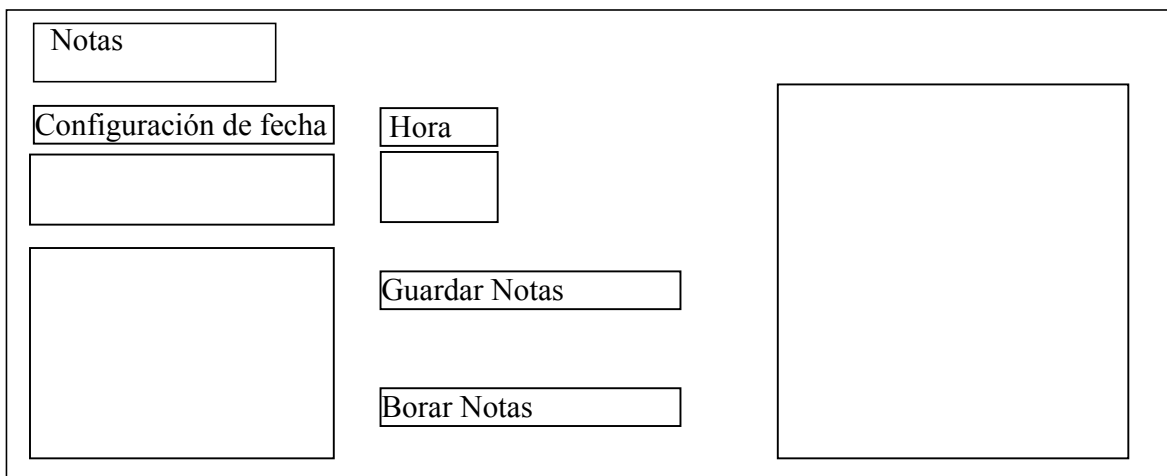 Notas
Configuración de fecha
Hora
Guardar Notas
Borar Notas